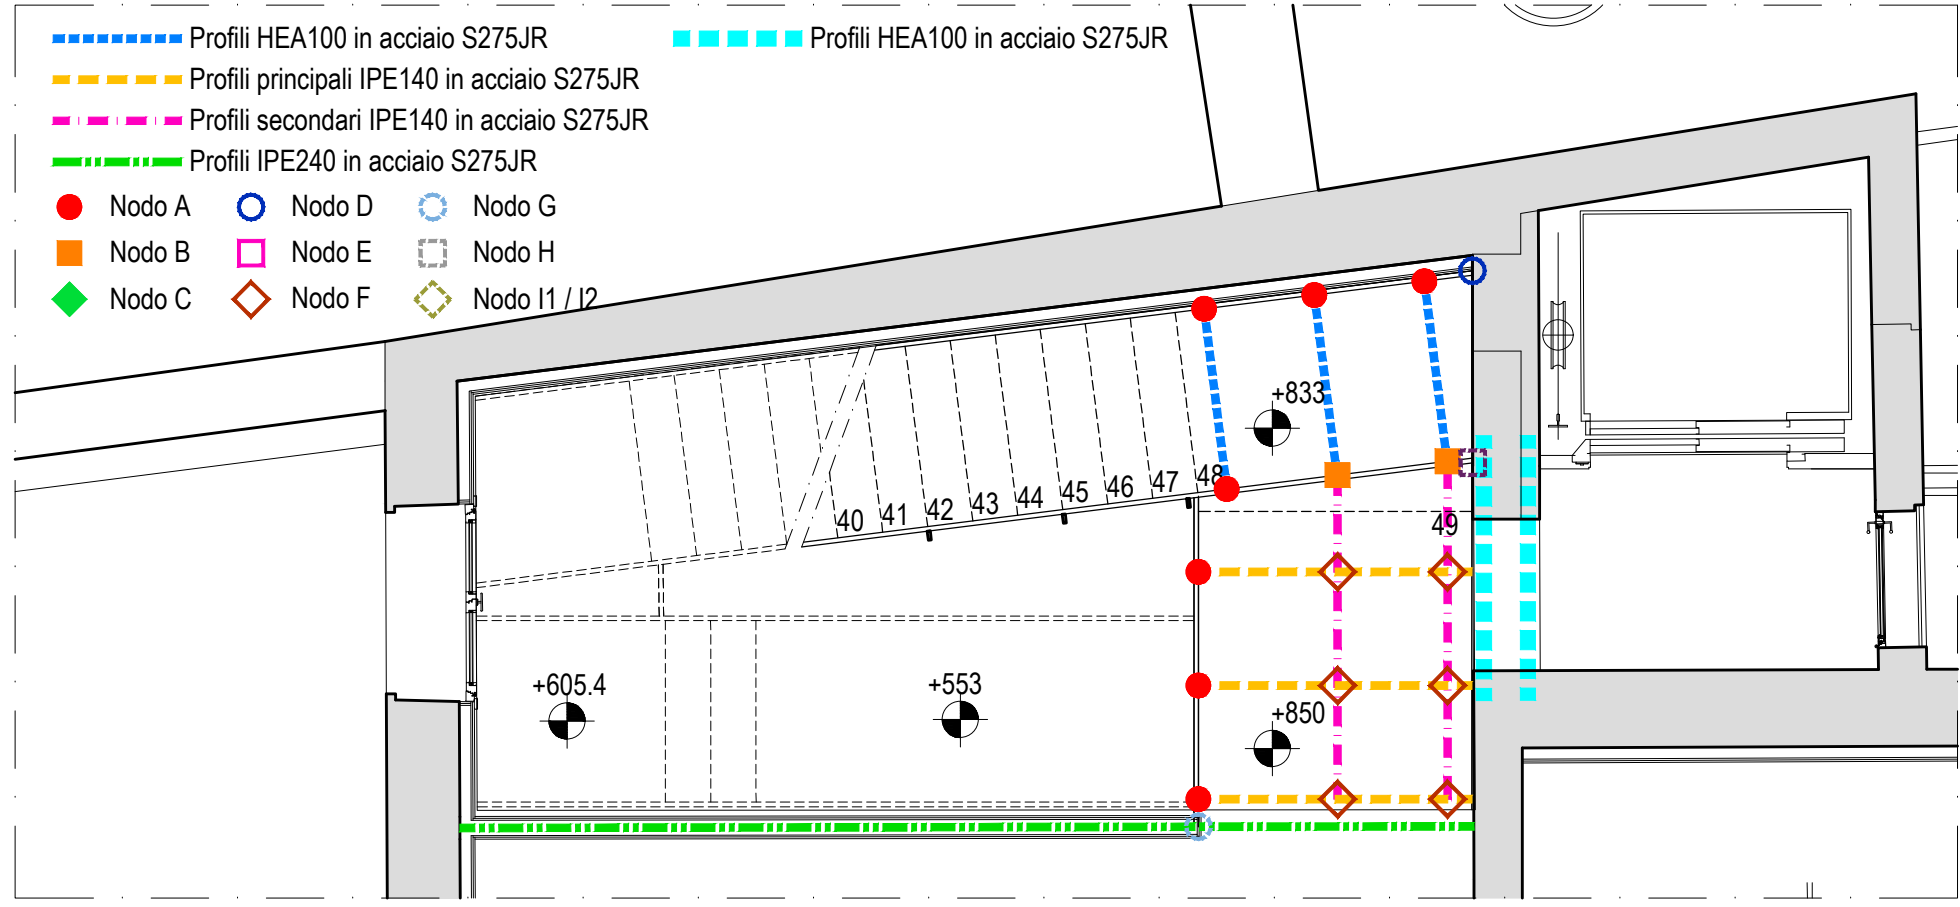 Profili HEA100 in acciaio S275JR
Profili HEA100 in acciaio S275JR
Profili principali IPE140 in acciaio S275JR
Profili secondari IPE140 in acciaio S275JR
Profili IPE240 in acciaio S275JR
Nodo A Nodo D Nodo G
Nodo B Nodo E Nodo H
Nodo C Nodo F Nodo I1 / I2
+833
40 41 42 43 44 45 46 47 48
49
+605.4
+553
+850